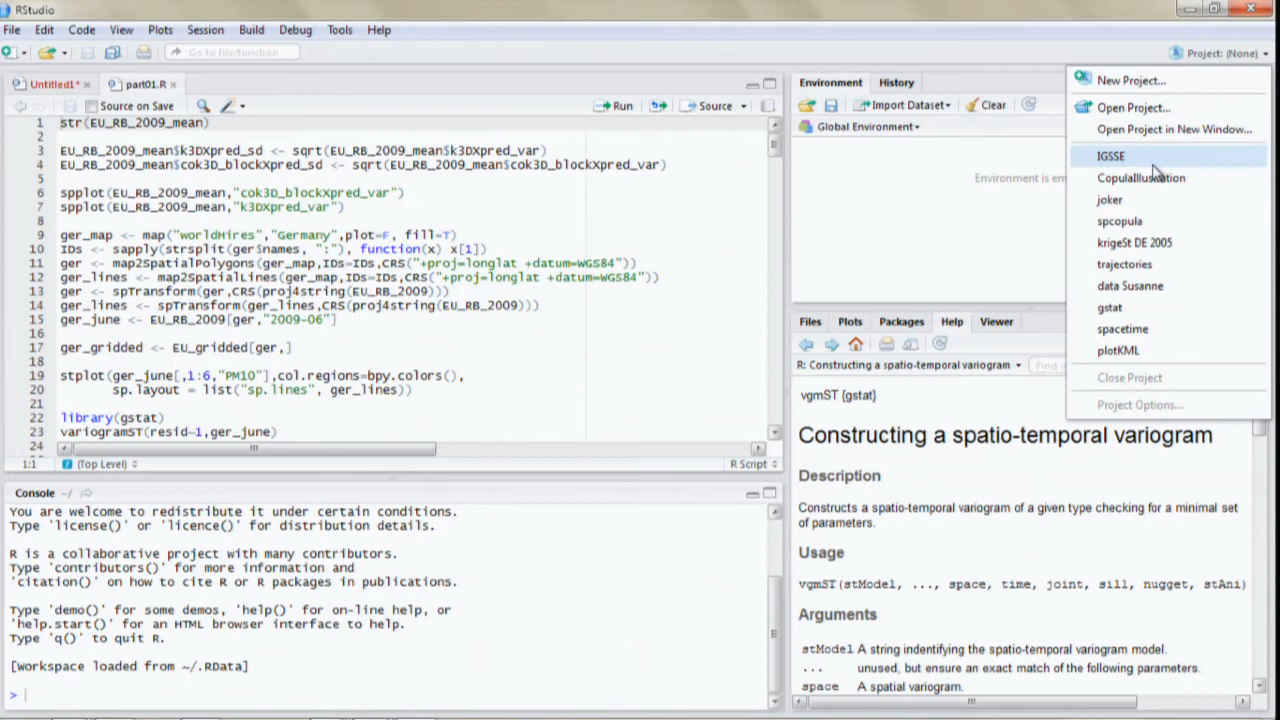 RStudio
File Edit Code View Plots Session Build Debug Tools Help
Go to file/function
Project: (None)
Untitled1*
part01.R
Source on Save
Run
Source
1 str(EU_RB_2009_mean)
2
3 EU_RB_2009_mean$k3DXpred_sd <- sqrt(EU_RB_2009_mean$k3DXpred_var)
4 EU_RB_2009_mean$cok3D_blockXpred_sd <- sqrt(EU_RB_2009_mean$cok3D_blockXpred_var)
5
6 spplot(EU_RB_2009_mean,"cok3D_blockXpred_var")
7 spplot(EU_RB_2009_mean,"k3DXpred_var")
8
9 ger_map <- map("worldHires","Germany",plot=F, fill=T)
10 IDs <- sapply(strsplit(ger$names, ":"), function(x) x[1])
11 ger <- map2SpatialPolygons(ger_map,IDs=IDs,CRS("+proj=longlat +datum=WGS84"))
12 ger_lines <- map2SpatialLines(ger_map,IDs=IDs,CRS("+proj=longlat +datum=WGS84"))
13 ger <- spTransform(ger,CRS(proj4string(EU_RB_2009)))
14 ger_lines <- spTransform(ger_lines,CRS(proj4string(EU_RB_2009)))
15 ger_june <- EU_RB_2009[ger,"2009-06"]
16
17 ger_gridded <- EU_gridded[ger,]
18
19 stplot(ger_june[,1:6,"PM10"],col.regions=bpy.colors(),
20 sp.layout = list("sp.lines", ger_lines))
21
22 library(gstat)
23 variogramST(resid~1,ger_june)
24
1:1 (Top Level) R Script
Console ~/
You are welcome to redistribute it under certain conditions.
Type 'license()' or 'licence()' for distribution details.
R is a collaborative project with many contributors.
Type 'contributors()' for more information and
'citation()' on how to cite R or R packages in publications.
Type 'demo()' for some demos, 'help()' for on-line help, or
'help.start()' for an HTML browser interface to help.
Type 'q()' to quit R.
[Workspace loaded from ~/.RData]
>
Environment History
Import Dataset Clear
Global Environment
Environment is em
New Project...
Open Project...
Open Project in New Window...
IGSSE
joker
spcopula
krigeSt DE 2005
trajectories
data Susanne
gstat
spacetime
plotKML
Close Project
Project Options...
Files Plots Packages Help Viewer
R: Constructing a spatio-temporal variogram
Find
vgmST {gstat}
Constructing a spatio-temporal variogram
Description
Constructs a spatio-temporal variogram of a given type checking for a minimal set
of parameters.
Usage
vgmST(stModel, ..., space, time, joint, sill, nugget, stAni)
Arguments
stModel A string indentifying the spatio-temporal variogram model.
... unused, but ensure an exact match of the following parameters.
space A spatial variogram.